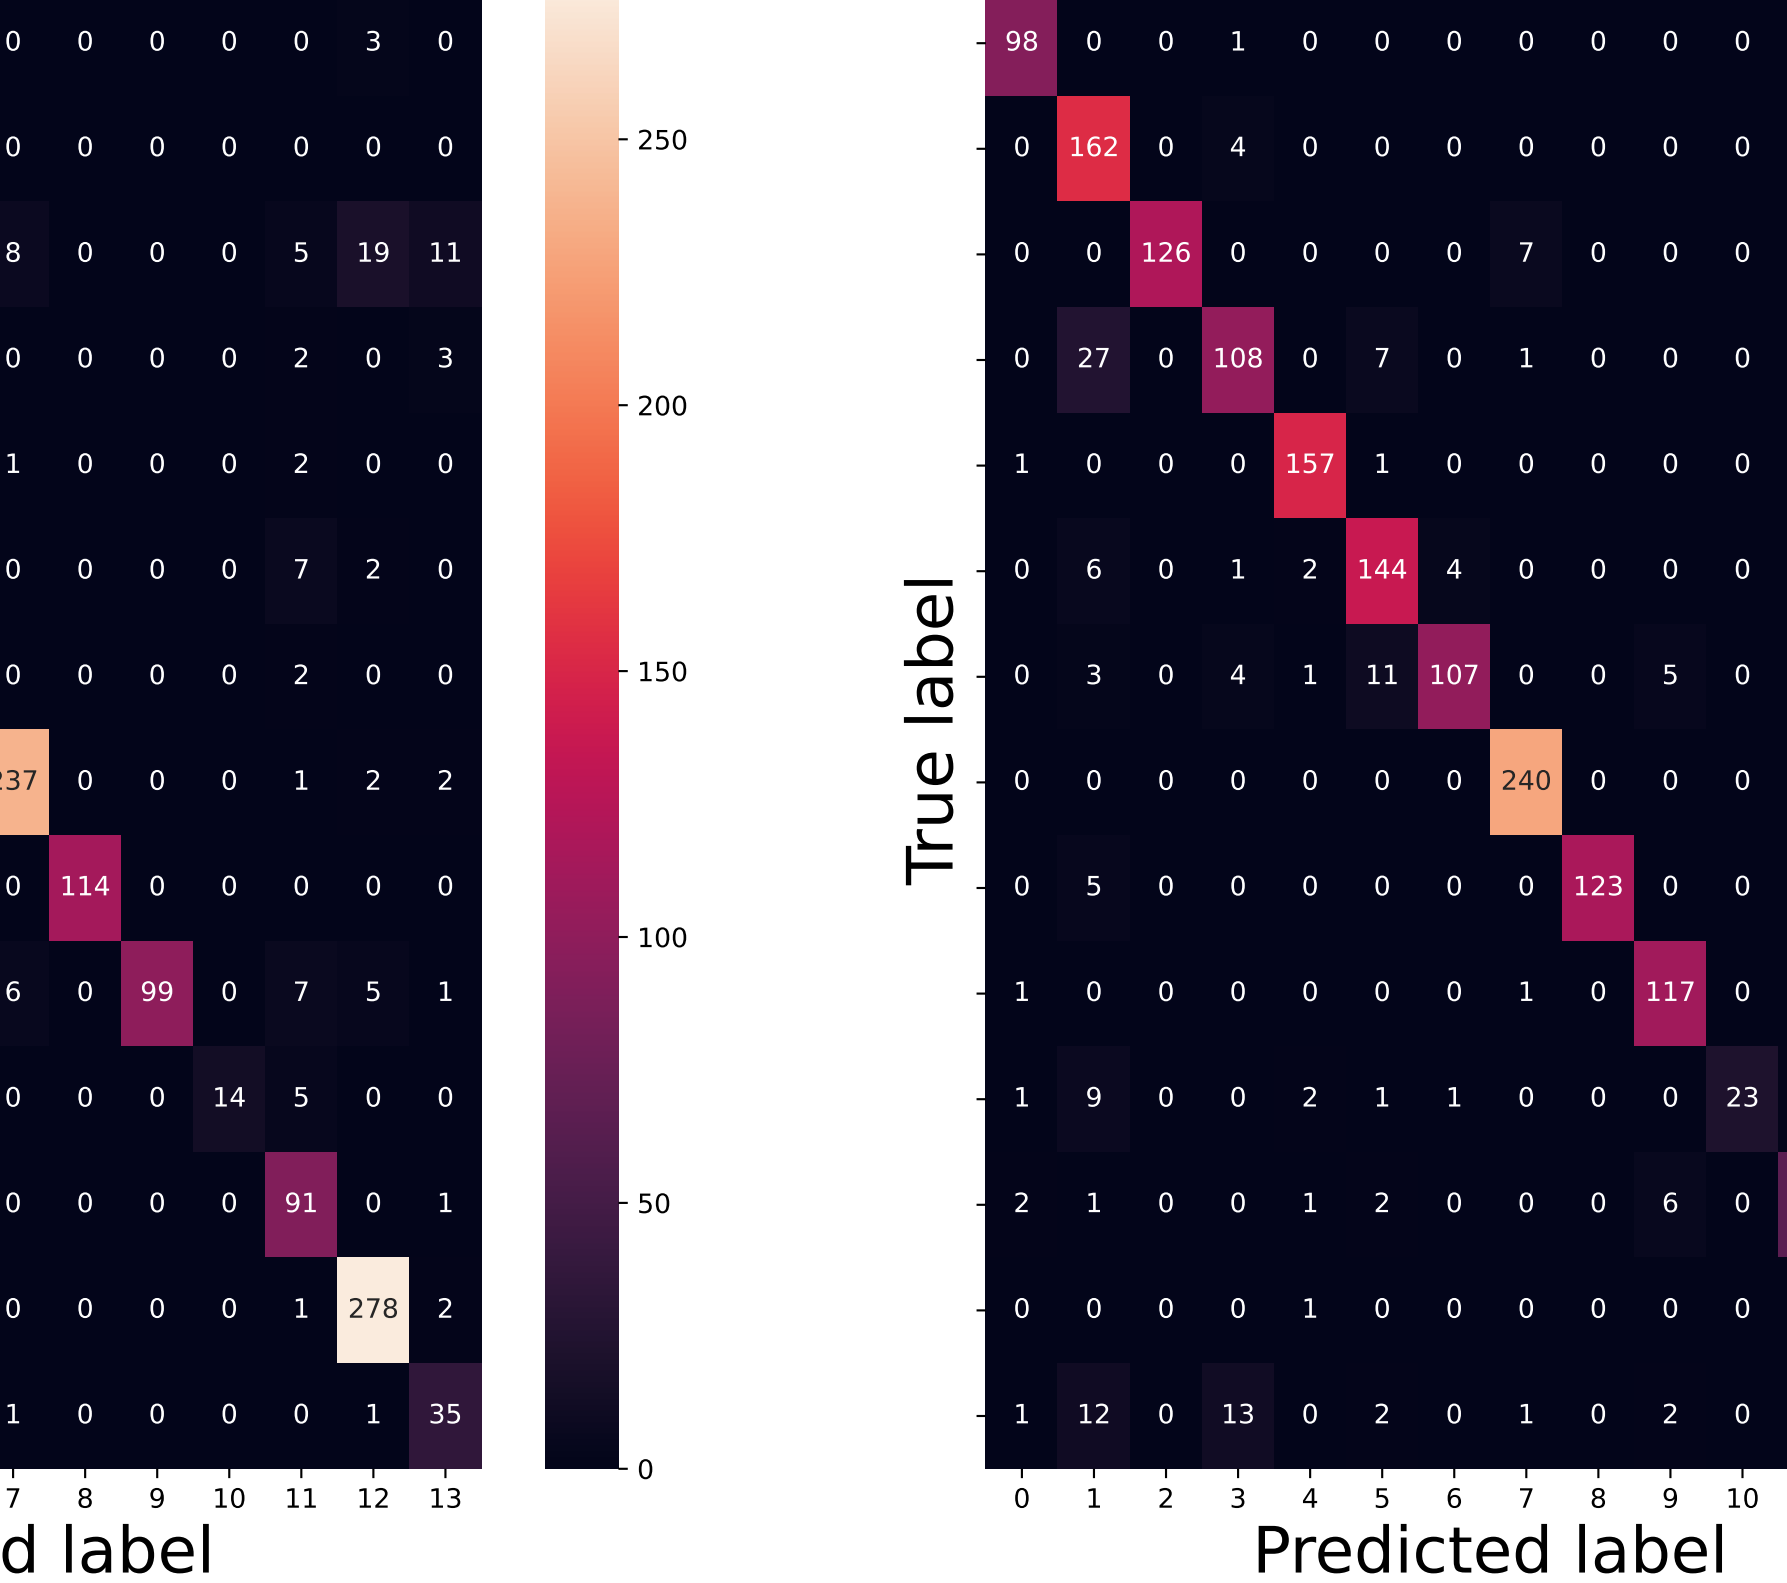 0 0 0 0 0 3 0
0 0 0 0 0 0 0
8 0 0 0 5 19 11
0 0 0 0 2 0 3
1 0 0 0 2 0 0
0 0 0 0 7 2 0
0 0 0 0 2 0 0
237 0 0 0 1 2 2
0 114 0 0 0 0 0
6 0 99 0 7 5 1
0 0 0 14 5 0 0
0 0 0 0 91 0 1
0 0 0 0 1 278 2
1 0 0 0 0 1 35
7 8 9 10 11 12 13
d label
250
200
150
100
50
0
True label
98 0 0 1 0 0 0 0 0 0 0
0 162 0 4 0 0 0 0 0 0 0
0 0 126 0 0 0 0 7 0 0 0
0 27 0 108 0 7 0 1 0 0 0
1 0 0 0 157 1 0 0 0 0 0
0 6 0 1 2 144 4 0 0 0 0
0 3 0 4 1 11 107 0 0 5 0
0 0 0 0 0 0 0 240 0 0 0
0 5 0 0 0 0 0 0 123 0 0
1 0 0 0 0 0 0 1 0 117 0
1 9 0 0 2 1 1 0 0 0 23
2 1 0 0 1 2 0 0 0 6 0
0 0 0 0 1 0 0 0 0 0 0
1 12 0 13 0 2 0 1 0 2 0
0 1 2 3 4 5 6 7 8 9 10
Predicted label